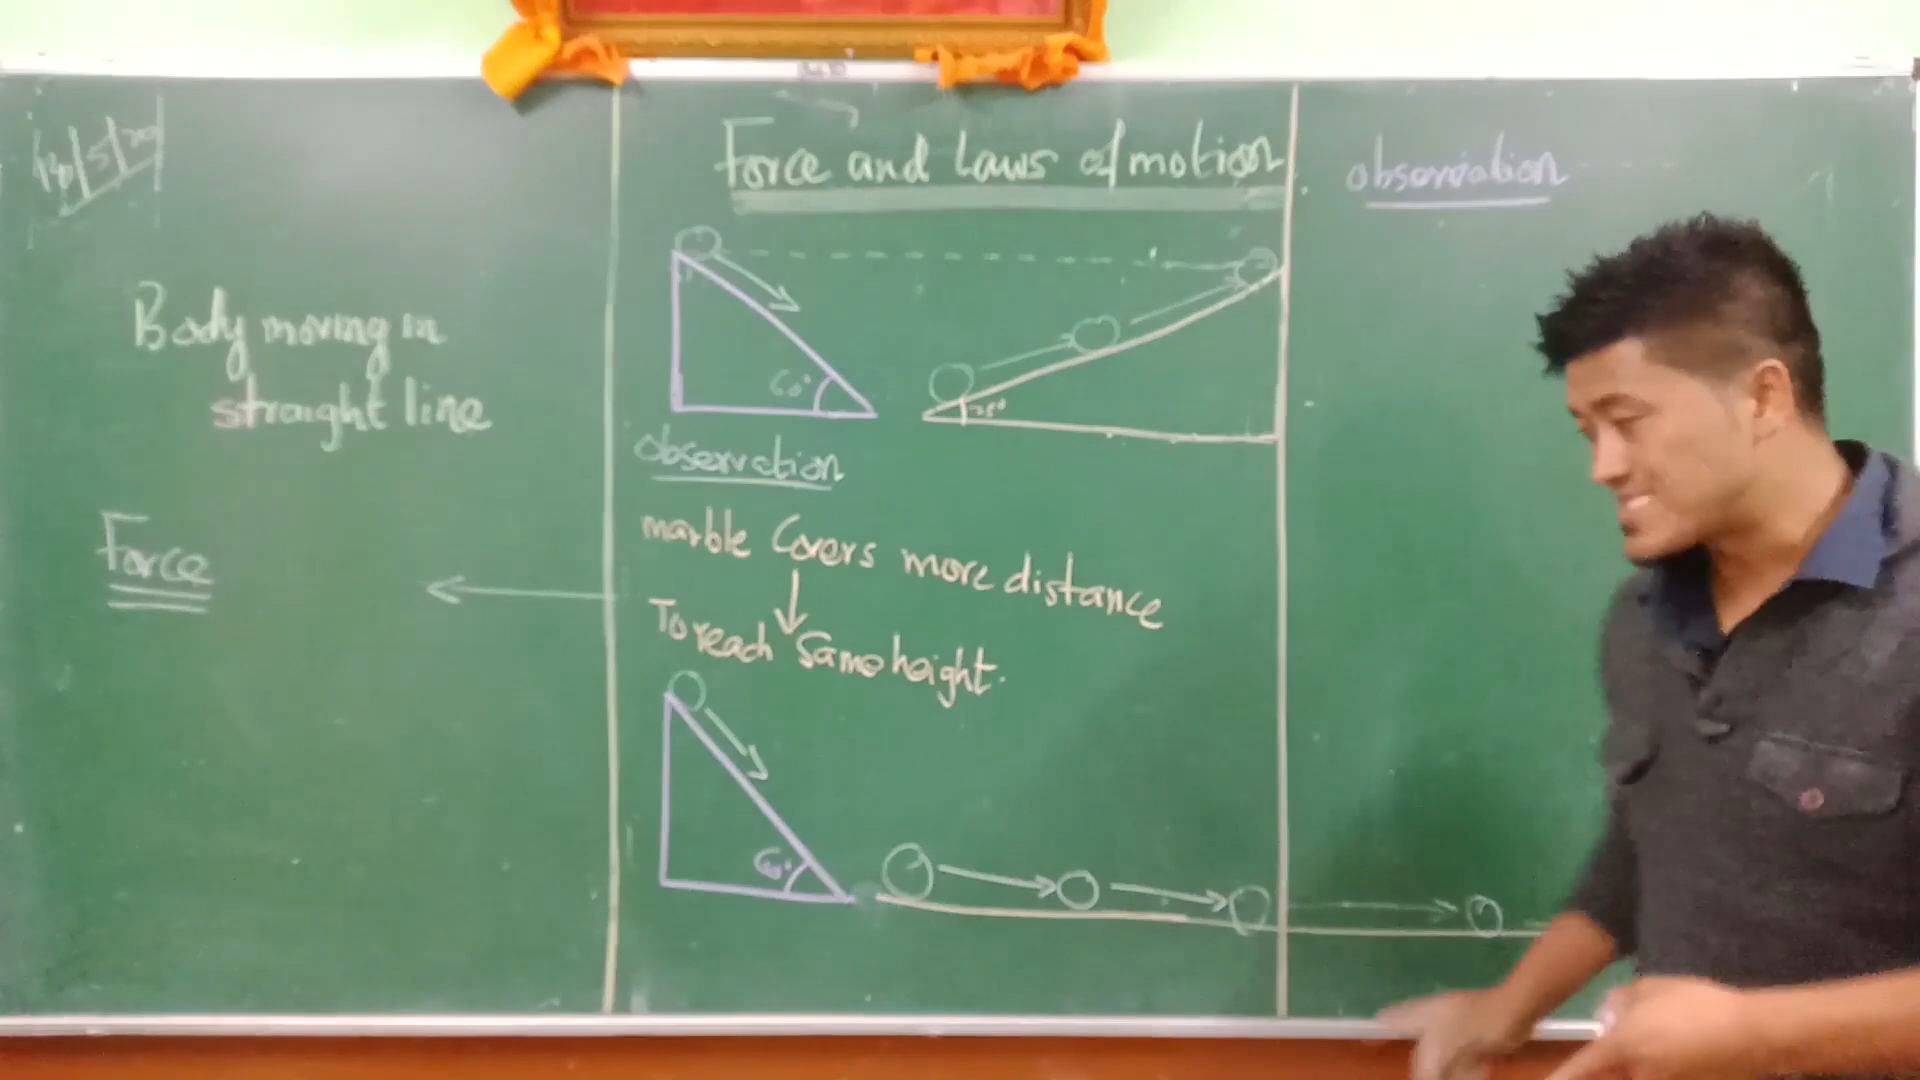 Force and Laws of motion
Body moving in
straight line
Force
60°
25°
observation
marble Covers more distance
To reach Same height.
60°
observation